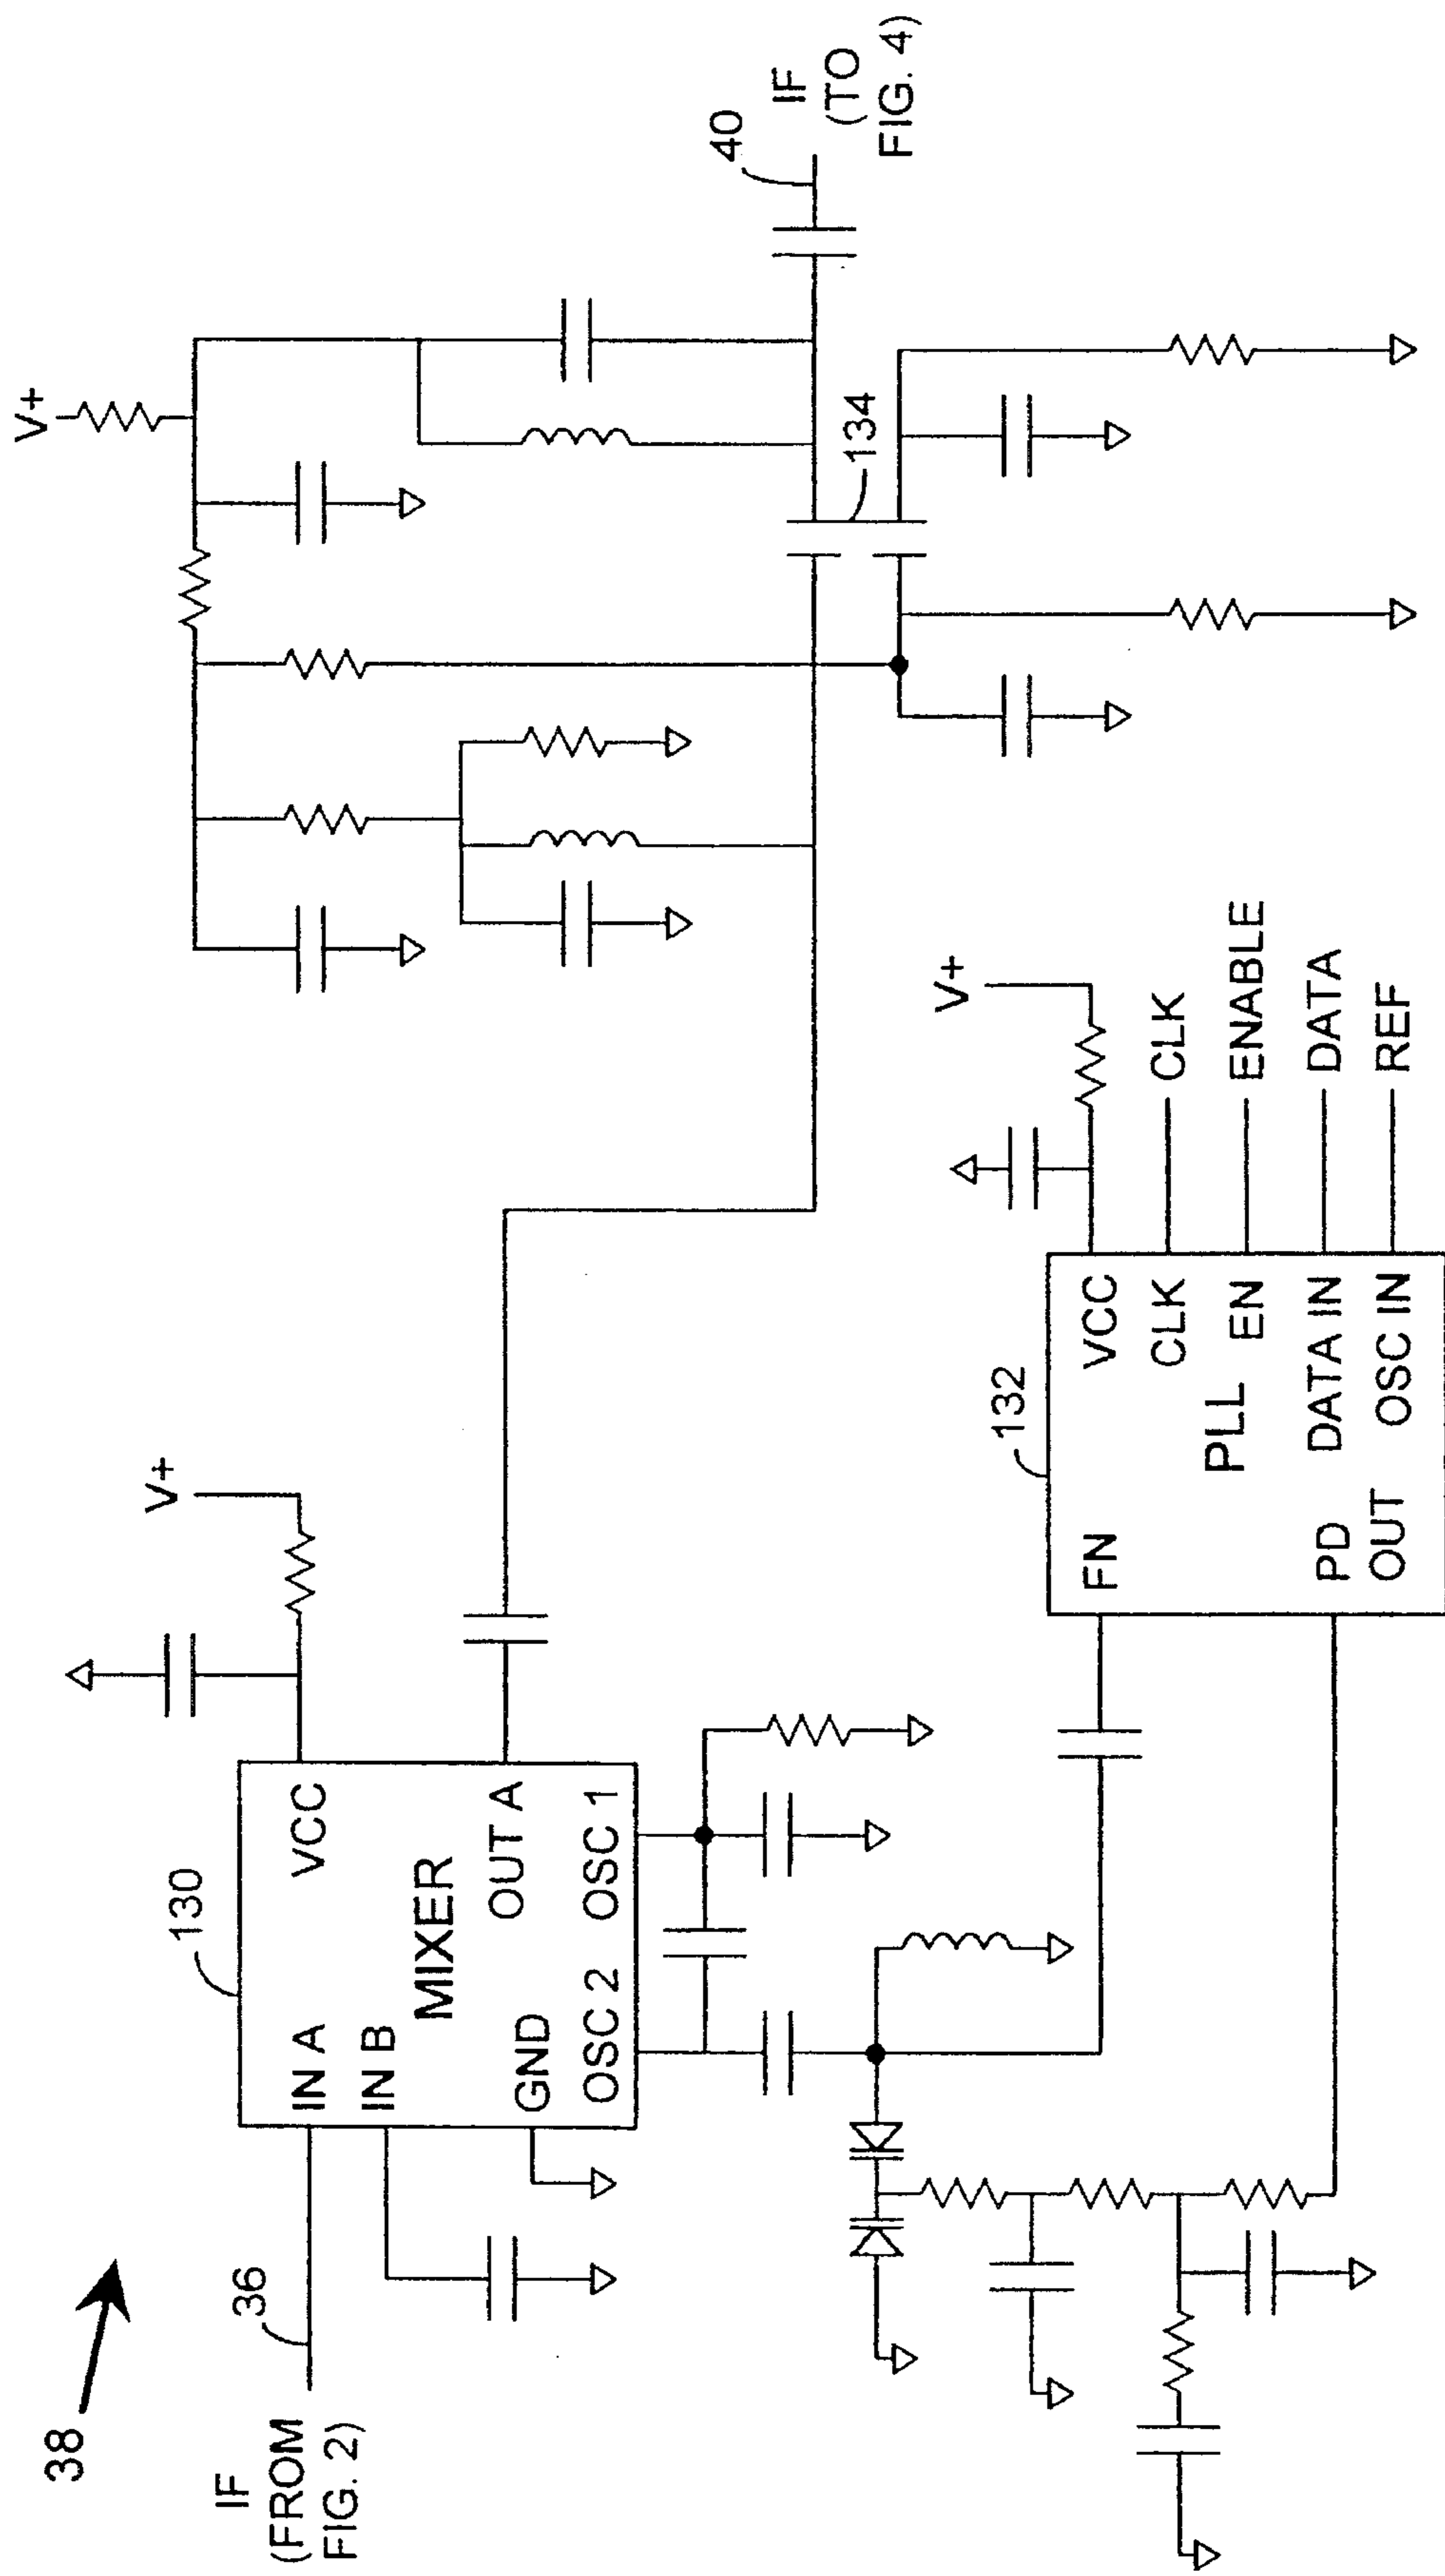 38
IF
(FROM
FIG. 2)
36
130
IN A
VCC
IN B
MIXER
OUT A
GND
OSC 2
OSC 1
V+
V+
40
IF
(TO
FIG. 4)
134
132
FN
VCC
CLK
PLL
EN
PD
OUT
DATA IN
OSC IN
V+
CLK
ENABLE
DATA
REF